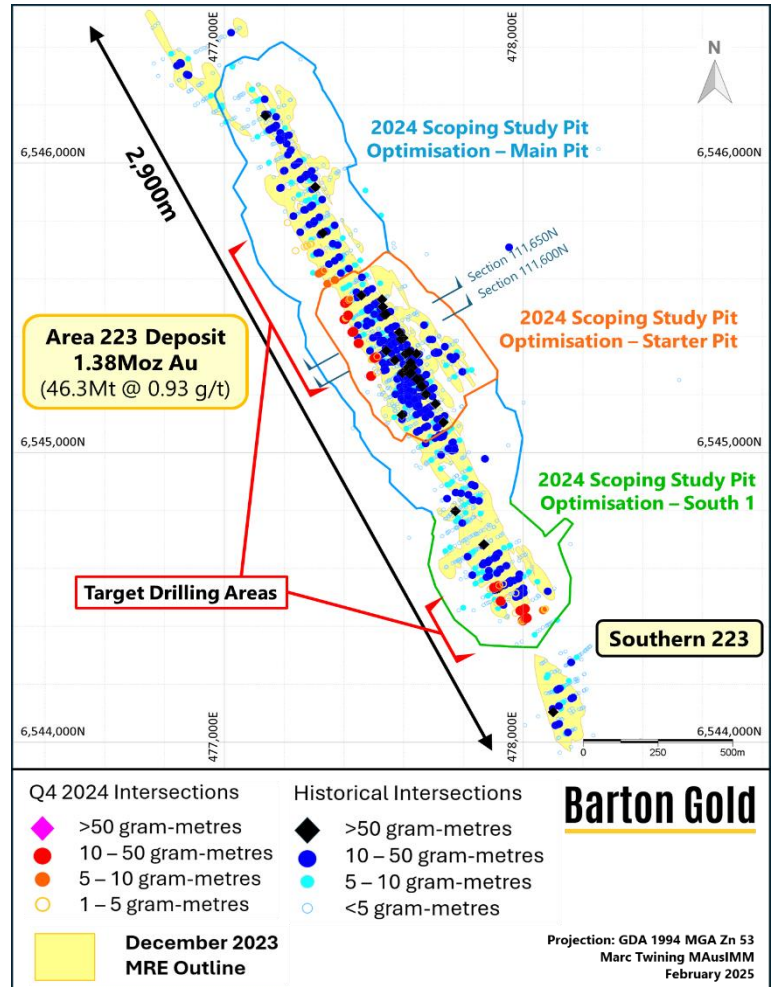 477,000E
478,000E
N
2024 Scoping Study Pit
Optimisation – Main Pit
6,546,000N
6,546,000N
2,900m
Section 111,650N
Section 111,600N
2024 Scoping Study Pit
Optimisation – Starter Pit
Area 223 Deposit
1.38Moz Au
(46.3Mt @ 0.93 g/t)
6,545,000N
6,545,000N
2024 Scoping Study Pit
Optimisation – South 1
Target Drilling Areas
Southern 223
477,000E
478,000E
6,544,000N
6,544,000N
0 250 500m
Q4 2024 Intersections
>50 gram-metres
10 – 50 gram-metres
5 – 10 gram-metres
1 – 5 gram-metres
Historical Intersections
>50 gram-metres
10 – 50 gram-metres
5 – 10 gram-metres
<5 gram-metres
Barton Gold
December 2023
MRE Outline
Projection: GDA 1994 MGA Zn 53
Marc Twining MAusIMM
February 2025